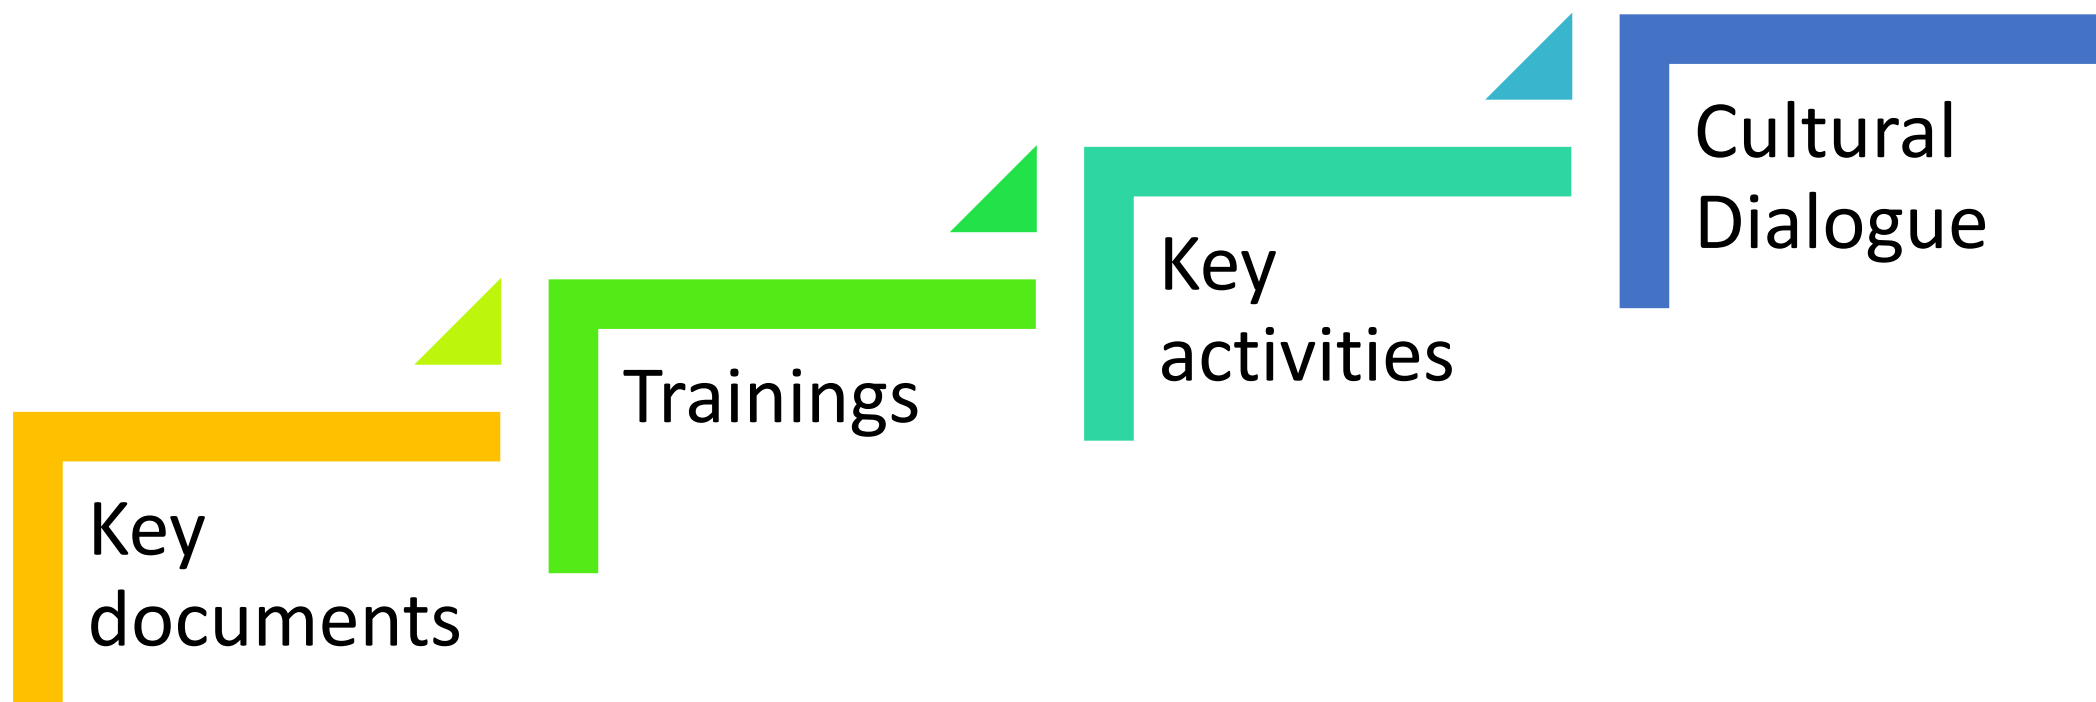 Key
documents
Trainings
Key
activities
Cultural
Dialogue